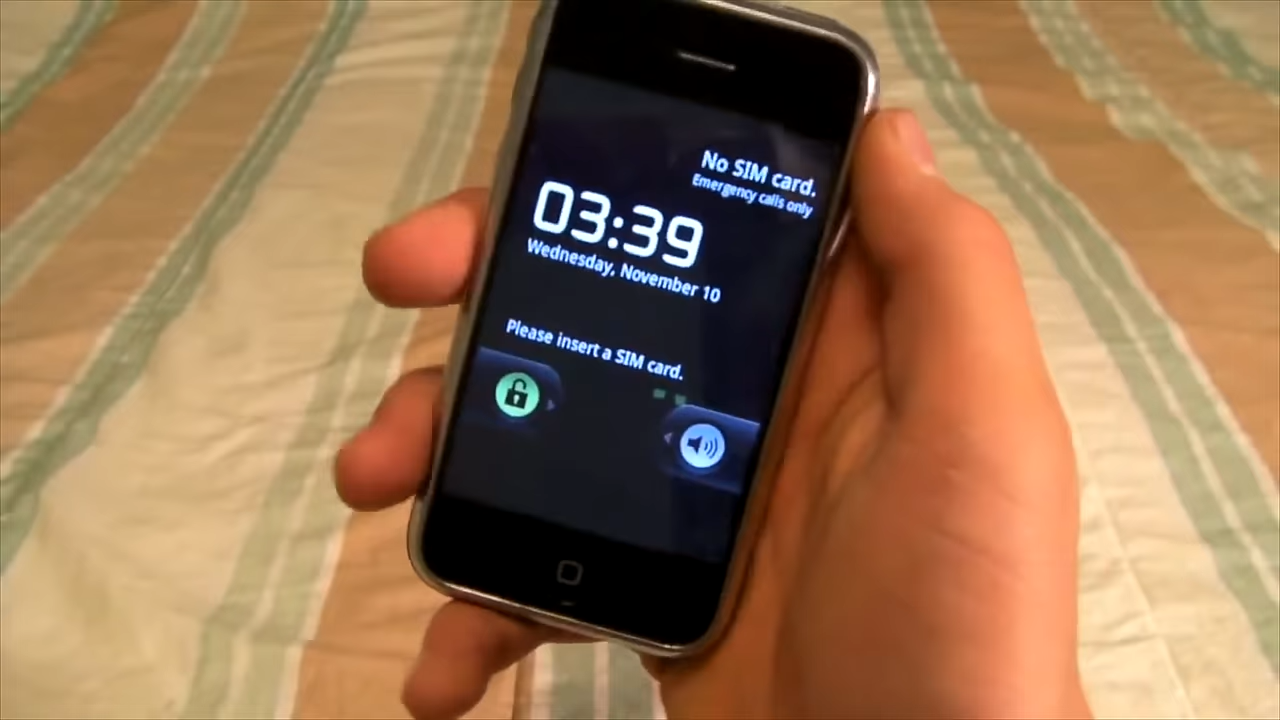 No SIM card.
Emergency calls only
03:39
Wednesday, November 10
Please insert a SIM card.